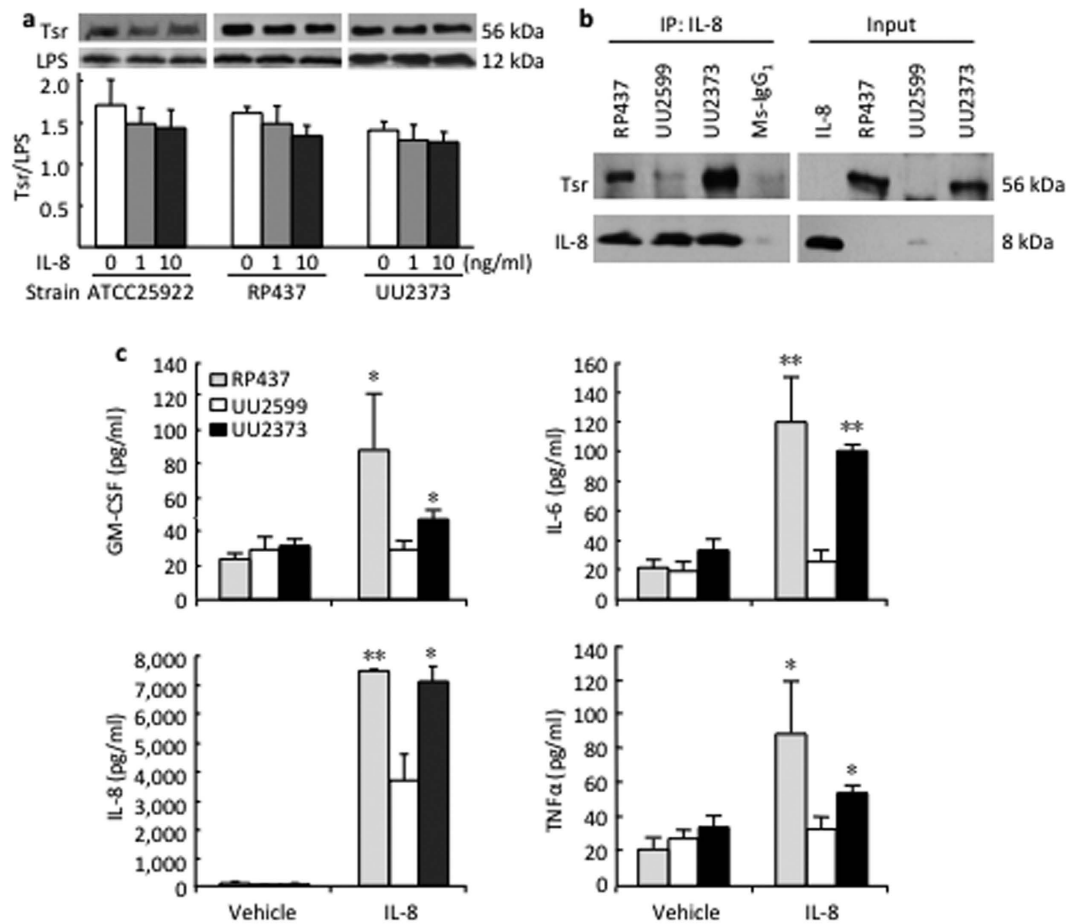 a
Tsr
56 kDa
LPS
12 kDa
Tsr/LPS
2.0
1.5
1.0
0.5
IL-8 0 1 10 0 1 10 0 1 10 (ng/ml)
Strain ATCC25922 RP437 UU2373
b
IP: IL-8 Input
RP437 UU2599 UU2373 Ms-IgG1 IL-8 RP437 UU2599 UU2373
Tsr
56 kDa
IL-8
8 kDa
c
GM-CSF (pg/ml)
140
120
100
80
60
40
20
0
RP437
UU2599
UU2373
*
*
IL-6 (pg/ml)
160
140
120
100
80
60
40
20
0
**
**
IL-8 (pg/ml)
8,000
7,000
6,000
5,000
4,000
3,000
2,000
1,000
0
**
*
Vehicle IL-8
TNFα (pg/ml)
140
120
100
80
60
40
20
0
*
*
Vehicle IL-8